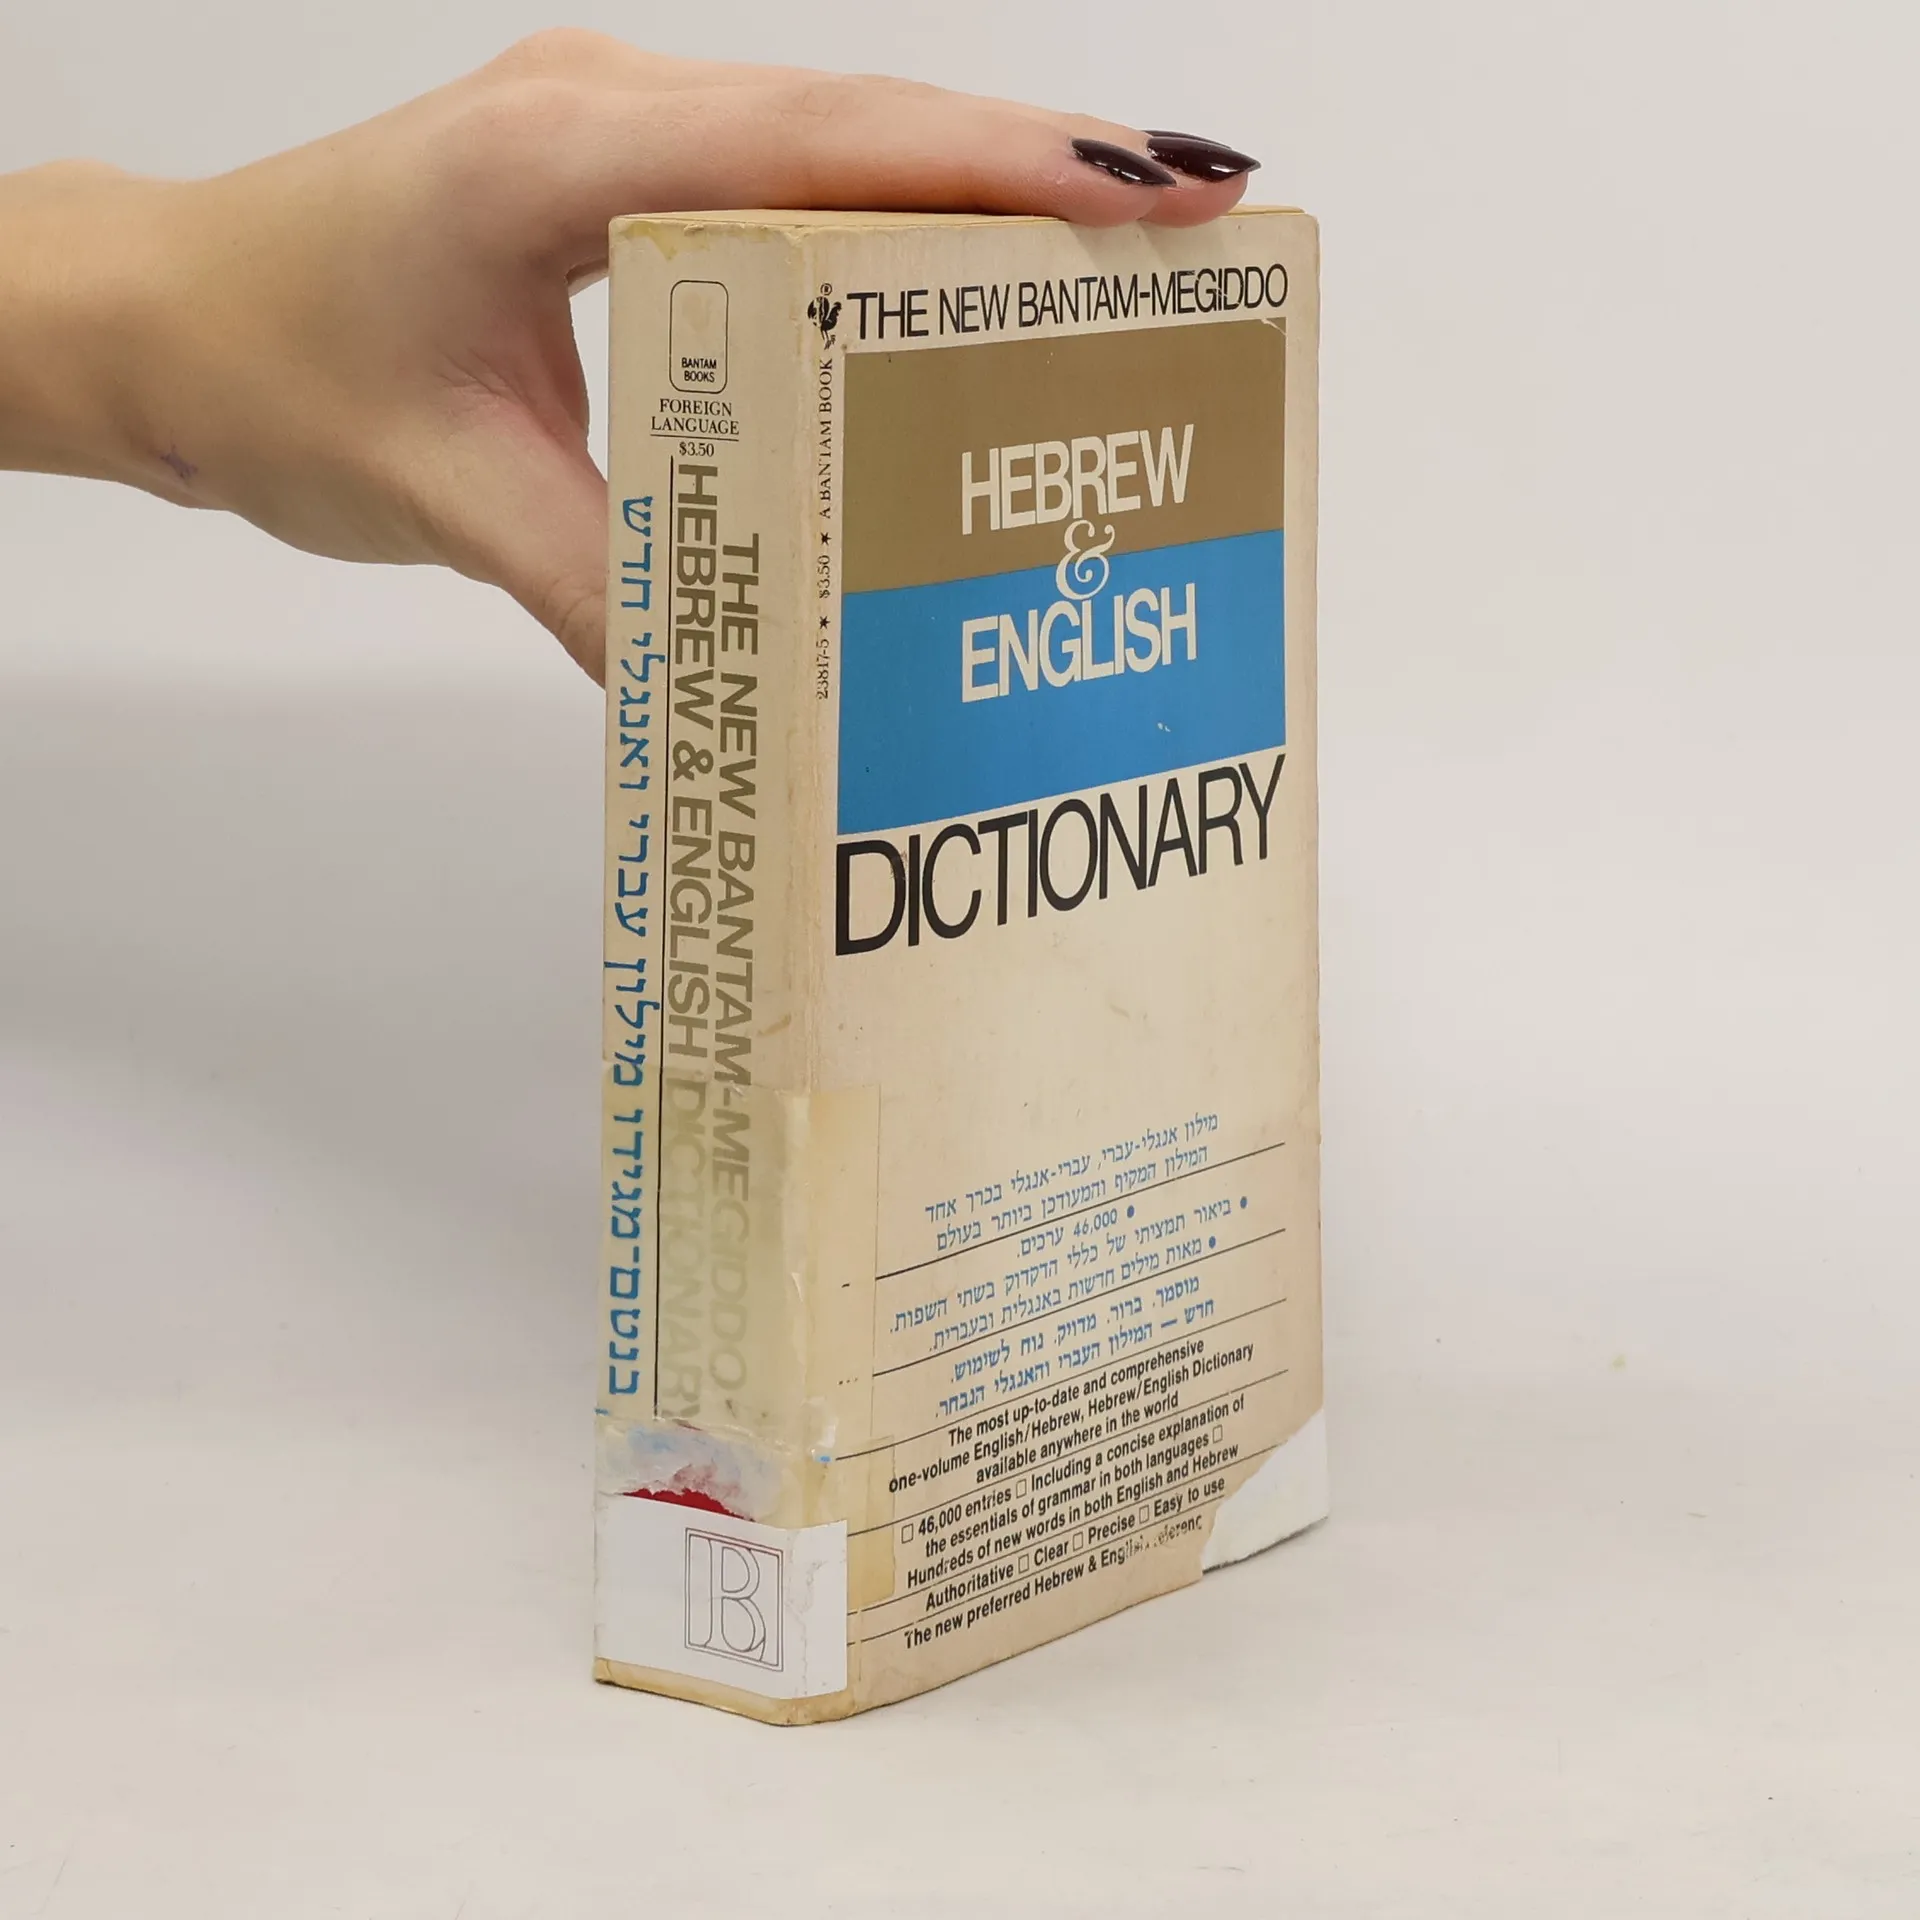 BANTAM
BOOKS
FOREIGN
LANGUAGE
$3.50
THE NEW BANTAM-MEGIDDO
HEBREW & ENGLISH DICTIONARY
בנטם־מגידו מילון עברי ואנגלי חדש
A BANTAM BOOK ★ $3.50 ★ 23817-5
®
THE NEW BANTAM-MEGIDDO
HEBREW
&
ENGLISH
DICTIONARY
מילון אנגלי-עברי, עברי-אנגלי בכרך אחד
המילון המקיף והמעודכן ביותר בעולם
• 46,000 ערכים.
• ביאור תמציתי של כללי הדקדוק בשתי השפות.
• מאות מילים חדשות באנגלית ובעברית.
מוסמך. ברור. מדויק. נוח לשימוש.
חדש — המילון העברי והאנגלי הנבחר.
The most up-to-date and comprehensive
one-volume English/Hebrew, Hebrew/English Dictionary
available anywhere in the world
□ 46,000 entries □ Including a concise explanation of
the essentials of grammar in both languages □
Hundreds of new words in both English and Hebrew
Authoritative □ Clear □ Precise □ Easy to use
The new preferred Hebrew & English
B